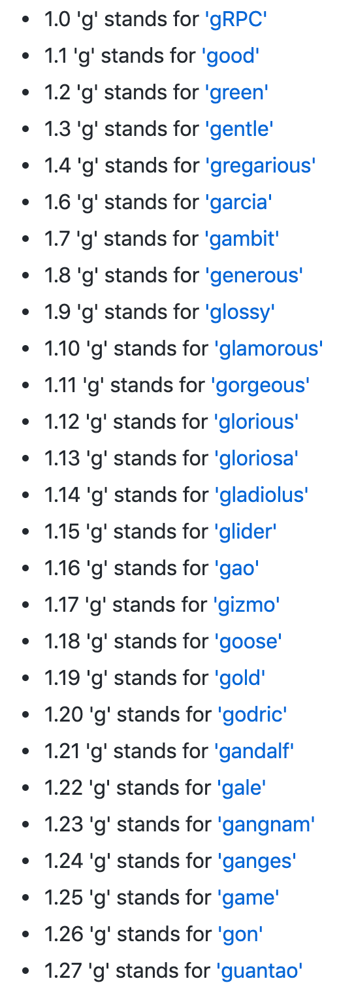 • 1.0 'g' stands for 'gRPC'
• 1.1 'g' stands for 'good'
• 1.2 'g' stands for 'green'
• 1.3 'g' stands for 'gentle'
• 1.4 'g' stands for 'gregarious'
• 1.6 'g' stands for 'garcia'
• 1.7 'g' stands for 'gambit'
• 1.8 'g' stands for 'generous'
• 1.9 'g' stands for 'glossy'
• 1.10 'g' stands for 'glamorous'
• 1.11 'g' stands for 'gorgeous'
• 1.12 'g' stands for 'glorious'
• 1.13 'g' stands for 'gloriosa'
• 1.14 'g' stands for 'gladiolus'
• 1.15 'g' stands for 'glider'
• 1.16 'g' stands for 'gao'
• 1.17 'g' stands for 'gizmo'
• 1.18 'g' stands for 'goose'
• 1.19 'g' stands for 'gold'
• 1.20 'g' stands for 'godric'
• 1.21 'g' stands for 'gandalf'
• 1.22 'g' stands for 'gale'
• 1.23 'g' stands for 'gangnam'
• 1.24 'g' stands for 'ganges'
• 1.25 'g' stands for 'game'
• 1.26 'g' stands for 'gon'
• 1.27 'g' stands for 'guantao'